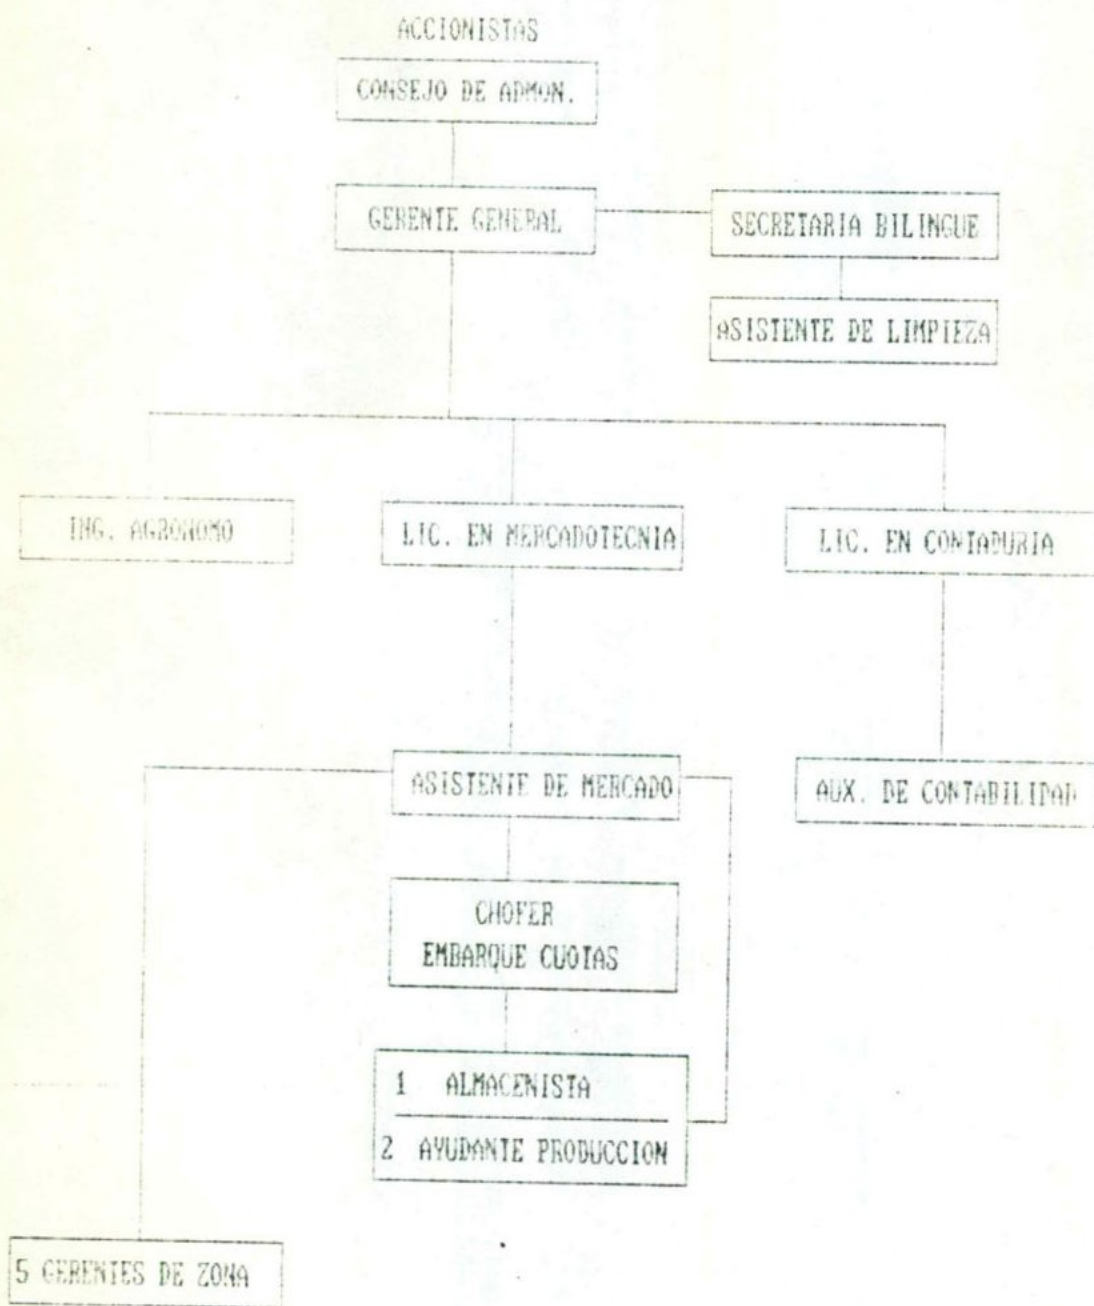 ACCIONISTAS
CONSEJO DE ADMON.
GERENTE GENERAL
SECRETARIA BILINGUE
ASISTENTE DE LIMPIEZA
ING. AGRONOMO
LIC. EN MERCADOTECNIA
LIC. EN CONTADURIA
ASISTENTE DE MERCADO
AUX. DE CONTABILIDAD
CHOFER
EMBARQUE CUOTAS
1 ALMACENISTA
2 AYUDANTE PRODUCCION
5 GERENTES DE ZONA